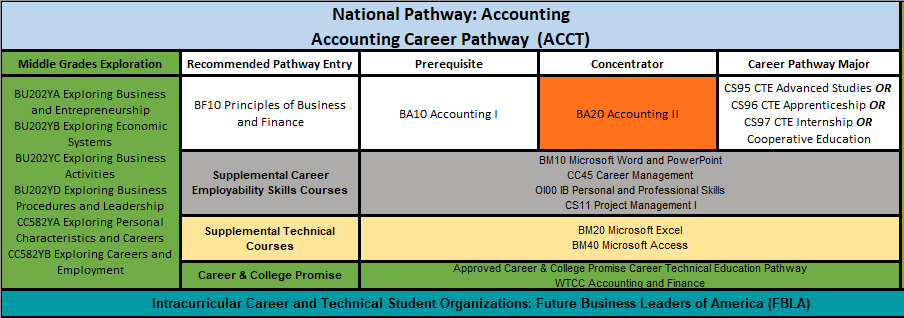 National Pathway: Accounting
Accounting Career Pathway (ACCT)
Middle Grades Exploration
Recommended Pathway Entry
Prerequisite
Concentrator
Career Pathway Major
BU202YA Exploring Business
and Entrepreneurship
BU202YB Exploring Economic
Systems
BU202YC Exploring Business
Activities
BU202YD Exploring Business
Procedures and Leadership
CC582YA Exploring Personal
Characteristics and Careers
CC582YB Exploring Careers and
Employment
BF10 Principles of Business
and Finance
BA10 Accounting I
BA20 Accounting II
CS95 CTE Advanced Studies OR
CS96 CTE Apprenticeship OR
CS97 CTE Internship OR
Cooperative Education
Supplemental Career
Employability Skills Courses
BM10 Microsoft Word and PowerPoint
CC45 Career Management
OI00 IB Personal and Professional Skills
CS11 Project Management I
Supplemental Technical
Courses
BM20 Microsoft Excel
BM40 Microsoft Access
Career & College Promise
Approved Career & College Promise Career Technical Education Pathway
WTCC Accounting and Finance
Intracurricular Career and Technical Student Organizations: Future Business Leaders of America (FBLA)